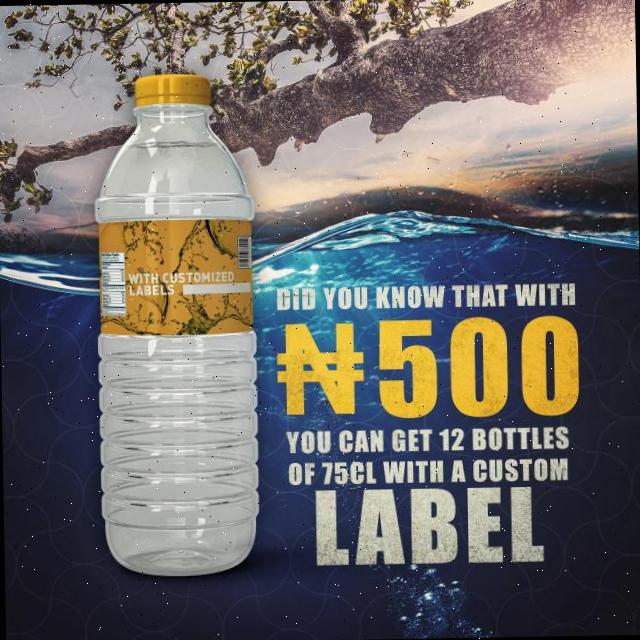 WITH CUSTOMIZED
LABELS
DID YOU KNOW THAT WITH
₦500
YOU CAN GET 12 BOTTLES
OF 75CL WITH A CUSTOM
LABEL